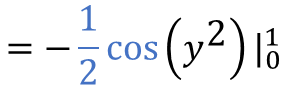 = − 1/2 cos(y²) |₀¹